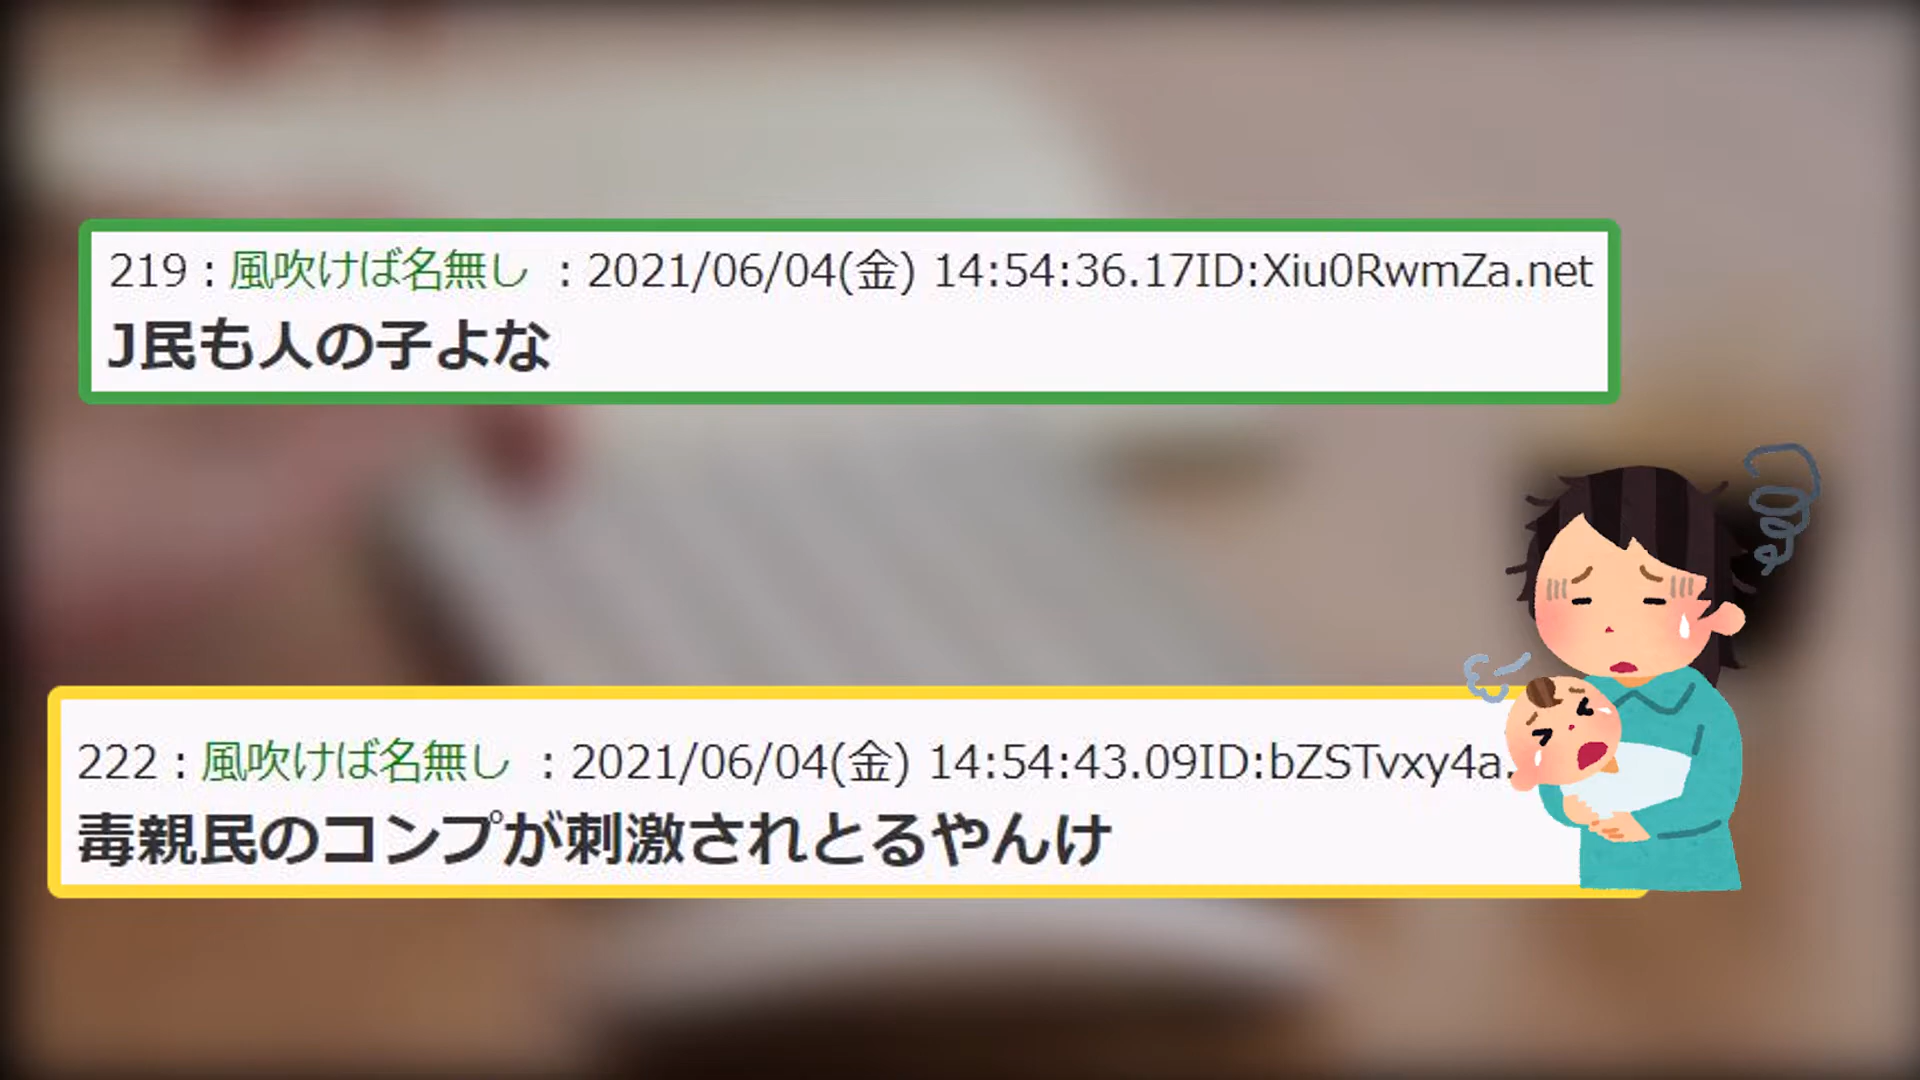 219 : 風吹けば名無し : 2021/06/04(金) 14:54:36.17ID:Xiu0RwmZa.net
J民も人の子よな
222 : 風吹けば名無し : 2021/06/04(金) 14:54:43.09ID:bZSTvxy4a.
毒親民のコンプが刺激されとるやんけ